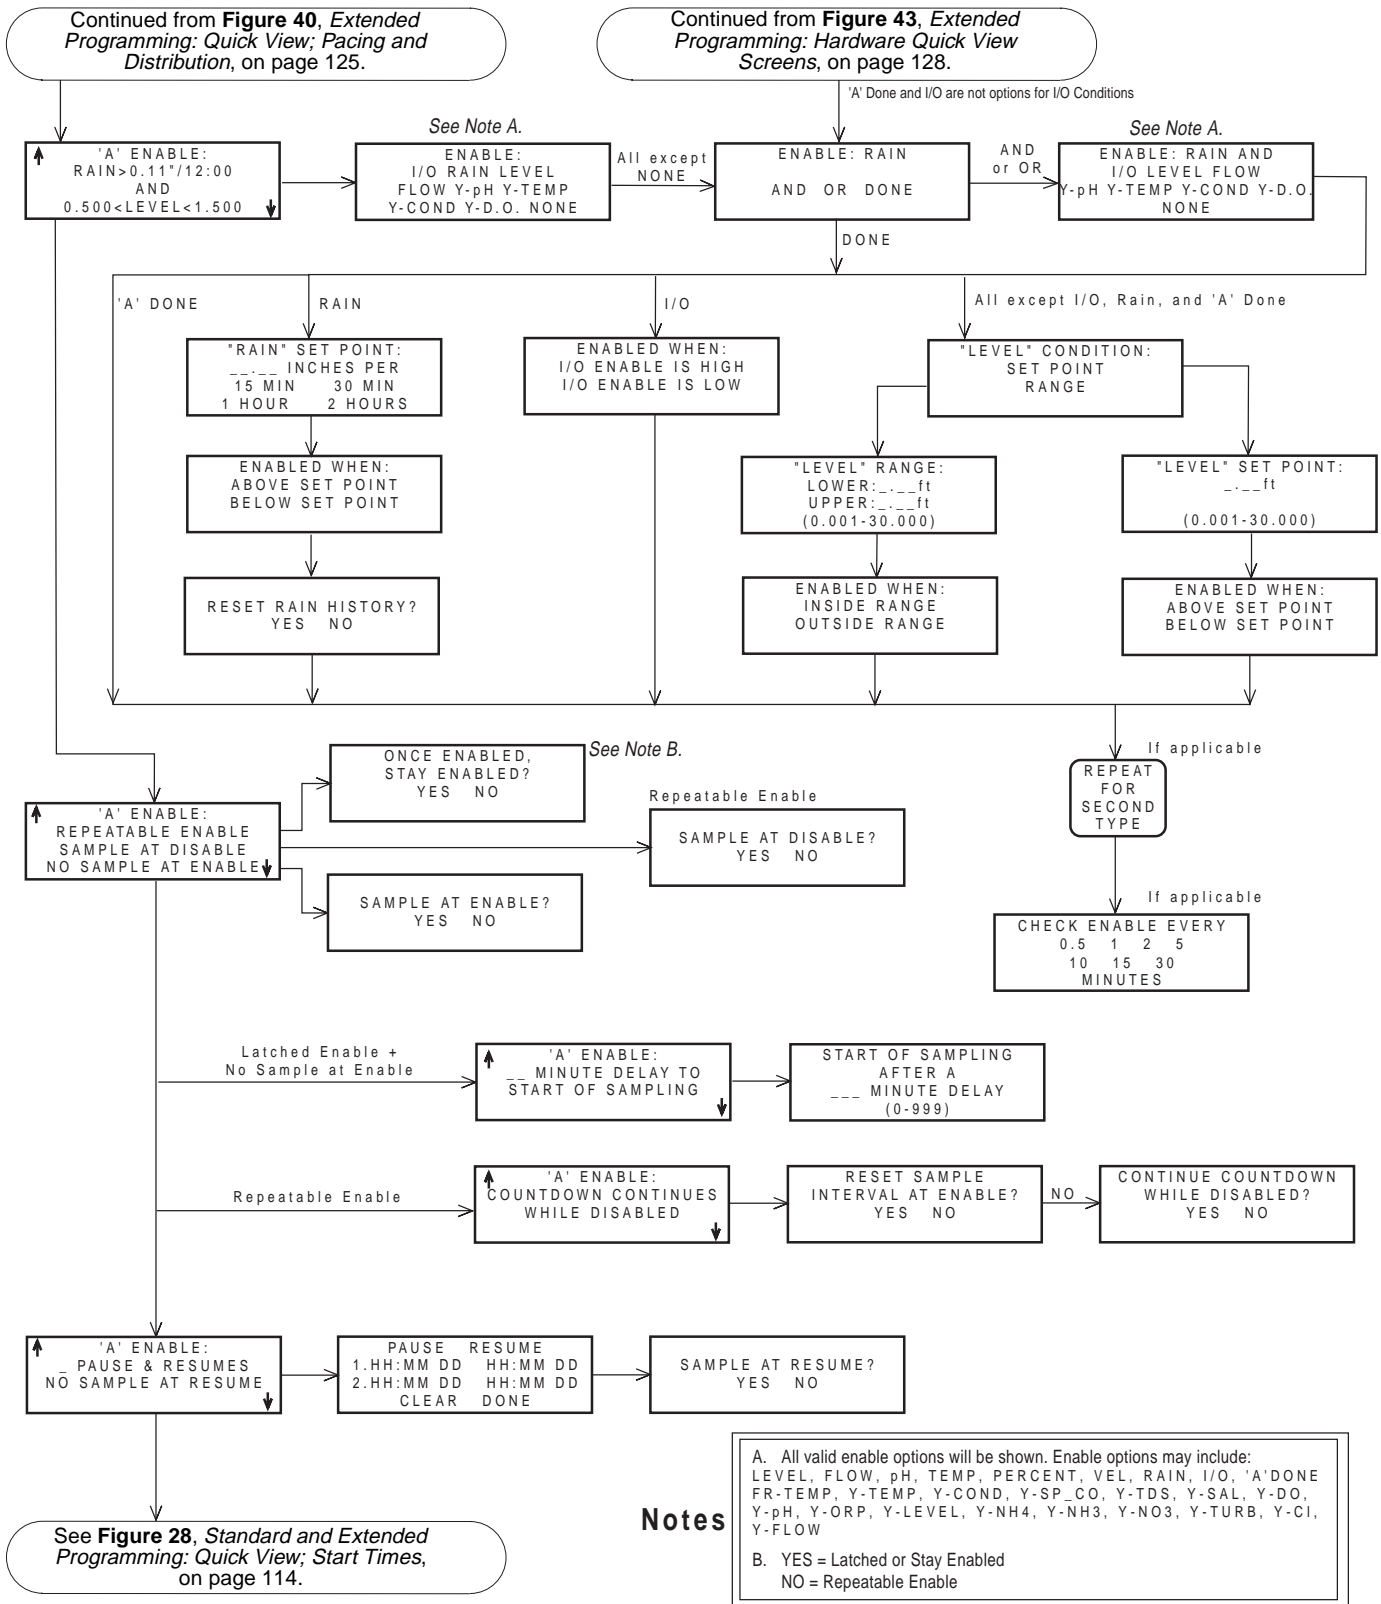 Continued from Figure 40, Extended
Programming: Quick View; Pacing and
Distribution, on page 125.
Continued from Figure 43, Extended
Programming: Hardware Quick View
Screens, on page 128.
'A' Done and I/O are not options for I/O Conditions
See Note A.
See Note A.
'A' ENABLE:
RAIN>0.11"/12:00
AND
0.500<LEVEL<1.500
ENABLE:
I/O RAIN LEVEL
FLOW Y-pH Y-TEMP
Y-COND Y-D.O. NONE
All except
NONE
ENABLE: RAIN
AND OR DONE
AND
or OR
ENABLE: RAIN AND
I/O LEVEL FLOW
Y-pH Y-TEMP Y-COND Y-D.O.
NONE
DONE
'A' DONE
RAIN
I/O
All except I/O, Rain, and 'A' Done
"RAIN" SET POINT:
__.__ INCHES PER
15 MIN 30 MIN
1 HOUR 2 HOURS
ENABLED WHEN:
I/O ENABLE IS HIGH
I/O ENABLE IS LOW
"LEVEL" CONDITION:
SET POINT
RANGE
ENABLED WHEN:
ABOVE SET POINT
BELOW SET POINT
"LEVEL" RANGE:
LOWER:_.__ft
UPPER:_.__ft
(0.001-30.000)
"LEVEL" SET POINT:
_.__ft
(0.001-30.000)
RESET RAIN HISTORY?
YES NO
ENABLED WHEN:
INSIDE RANGE
OUTSIDE RANGE
ENABLED WHEN:
ABOVE SET POINT
BELOW SET POINT
If applicable
REPEAT
FOR
SECOND
TYPE
If applicable
CHECK ENABLE EVERY
0.5 1 2 5
10 15 30
MINUTES
ONCE ENABLED,
STAY ENABLED?
YES NO
See Note B.
'A' ENABLE:
REPEATABLE ENABLE
SAMPLE AT DISABLE
NO SAMPLE AT ENABLE
Repeatable Enable
SAMPLE AT DISABLE?
YES NO
SAMPLE AT ENABLE?
YES NO
Latched Enable +
No Sample at Enable
'A' ENABLE:
__ MINUTE DELAY TO
START OF SAMPLING
START OF SAMPLING
AFTER A
___ MINUTE DELAY
(0-999)
Repeatable Enable
'A' ENABLE:
COUNTDOWN CONTINUES
WHILE DISABLED
RESET SAMPLE
INTERVAL AT ENABLE?
YES NO
NO
CONTINUE COUNTDOWN
WHILE DISABLED?
YES NO
'A' ENABLE:
_ PAUSE & RESUMES
NO SAMPLE AT RESUME
PAUSE RESUME
1.HH:MM DD HH:MM DD
2.HH:MM DD HH:MM DD
CLEAR DONE
SAMPLE AT RESUME?
YES NO
See Figure 28, Standard and Extended
Programming: Quick View; Start Times,
on page 114.
Notes
A. All valid enable options will be shown. Enable options may include:
LEVEL, FLOW, pH, TEMP, PERCENT, VEL, RAIN, I/O, 'A'DONE
FR-TEMP, Y-TEMP, Y-COND, Y-SP_CO, Y-TDS, Y-SAL, Y-DO,
Y-pH, Y-ORP, Y-LEVEL, Y-NH4, Y-NH3, Y-NO3, Y-TURB, Y-Cl,
Y-FLOW
B. YES = Latched or Stay Enabled
NO = Repeatable Enable